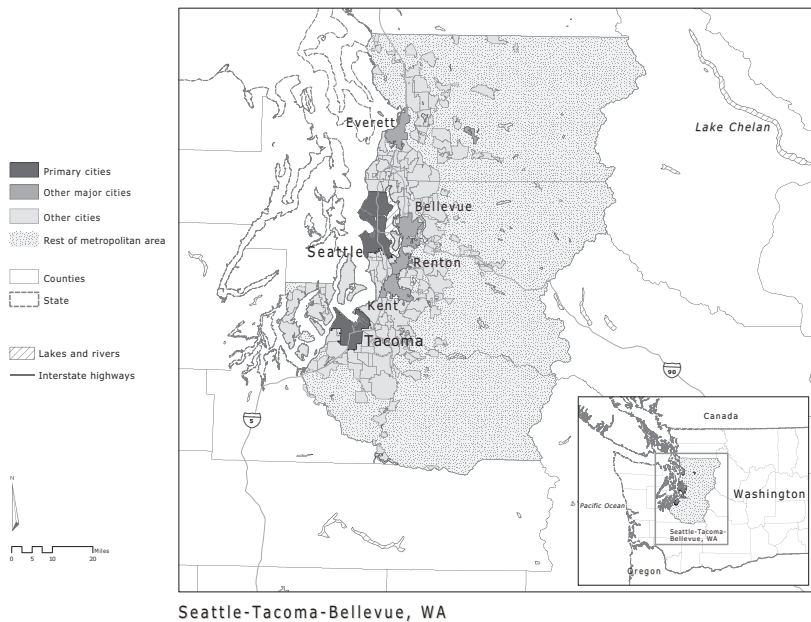 Everett
Lake Chelan
Primary cities
Other major cities
Other cities
Rest of metropolitan area
Counties
State
Lakes and rivers
Interstate highways
Bellevue
Seattle
Renton
Kent
Tacoma
90
5
N
0 5 10 20
Miles
Canada
Washington
Pacific Ocean
Seattle-Tacoma-
Bellevue, WA
Oregon
Seattle-Tacoma-Bellevue, WA